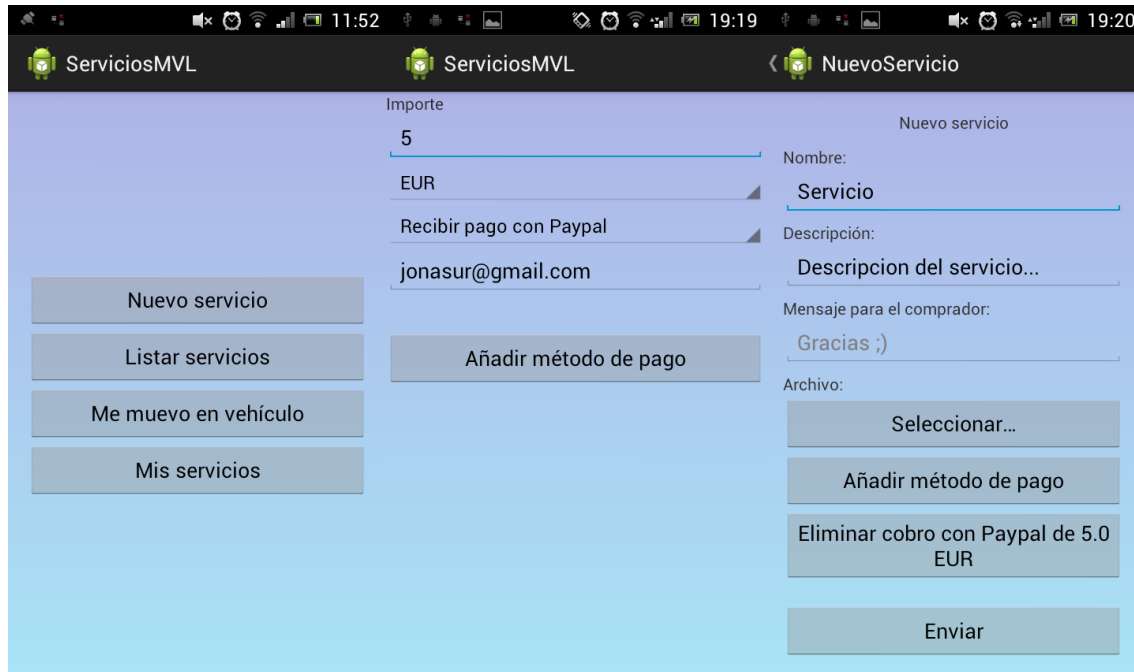 11:52
ServiciosMVL
Nuevo servicio
Listar servicios
Me muevo en vehículo
Mis servicios
19:19
ServiciosMVL
Importe
5
EUR
Recibir pago con Paypal
jonasur@gmail.com
Añadir método de pago
19:20
NuevoServicio
Nuevo servicio
Nombre:
Servicio
Descripción:
Descripcion del servicio...
Mensaje para el comprador:
Gracias ;)
Archivo:
Seleccionar...
Añadir método de pago
Eliminar cobro con Paypal de 5.0
EUR
Enviar